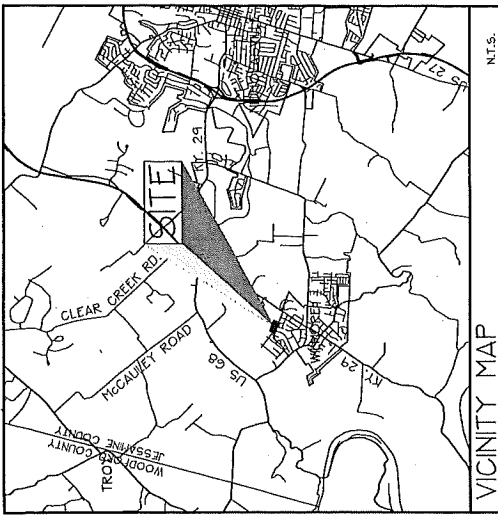 SITE
KY. 29
US 27
CLEAR CREEK RD.
McCAULEY ROAD
US 68
WOODFORD COUNTY
JESSAMINE COUNTY
TROY
WILMORE
KY. 29
VICINITY MAP
N.T.S.